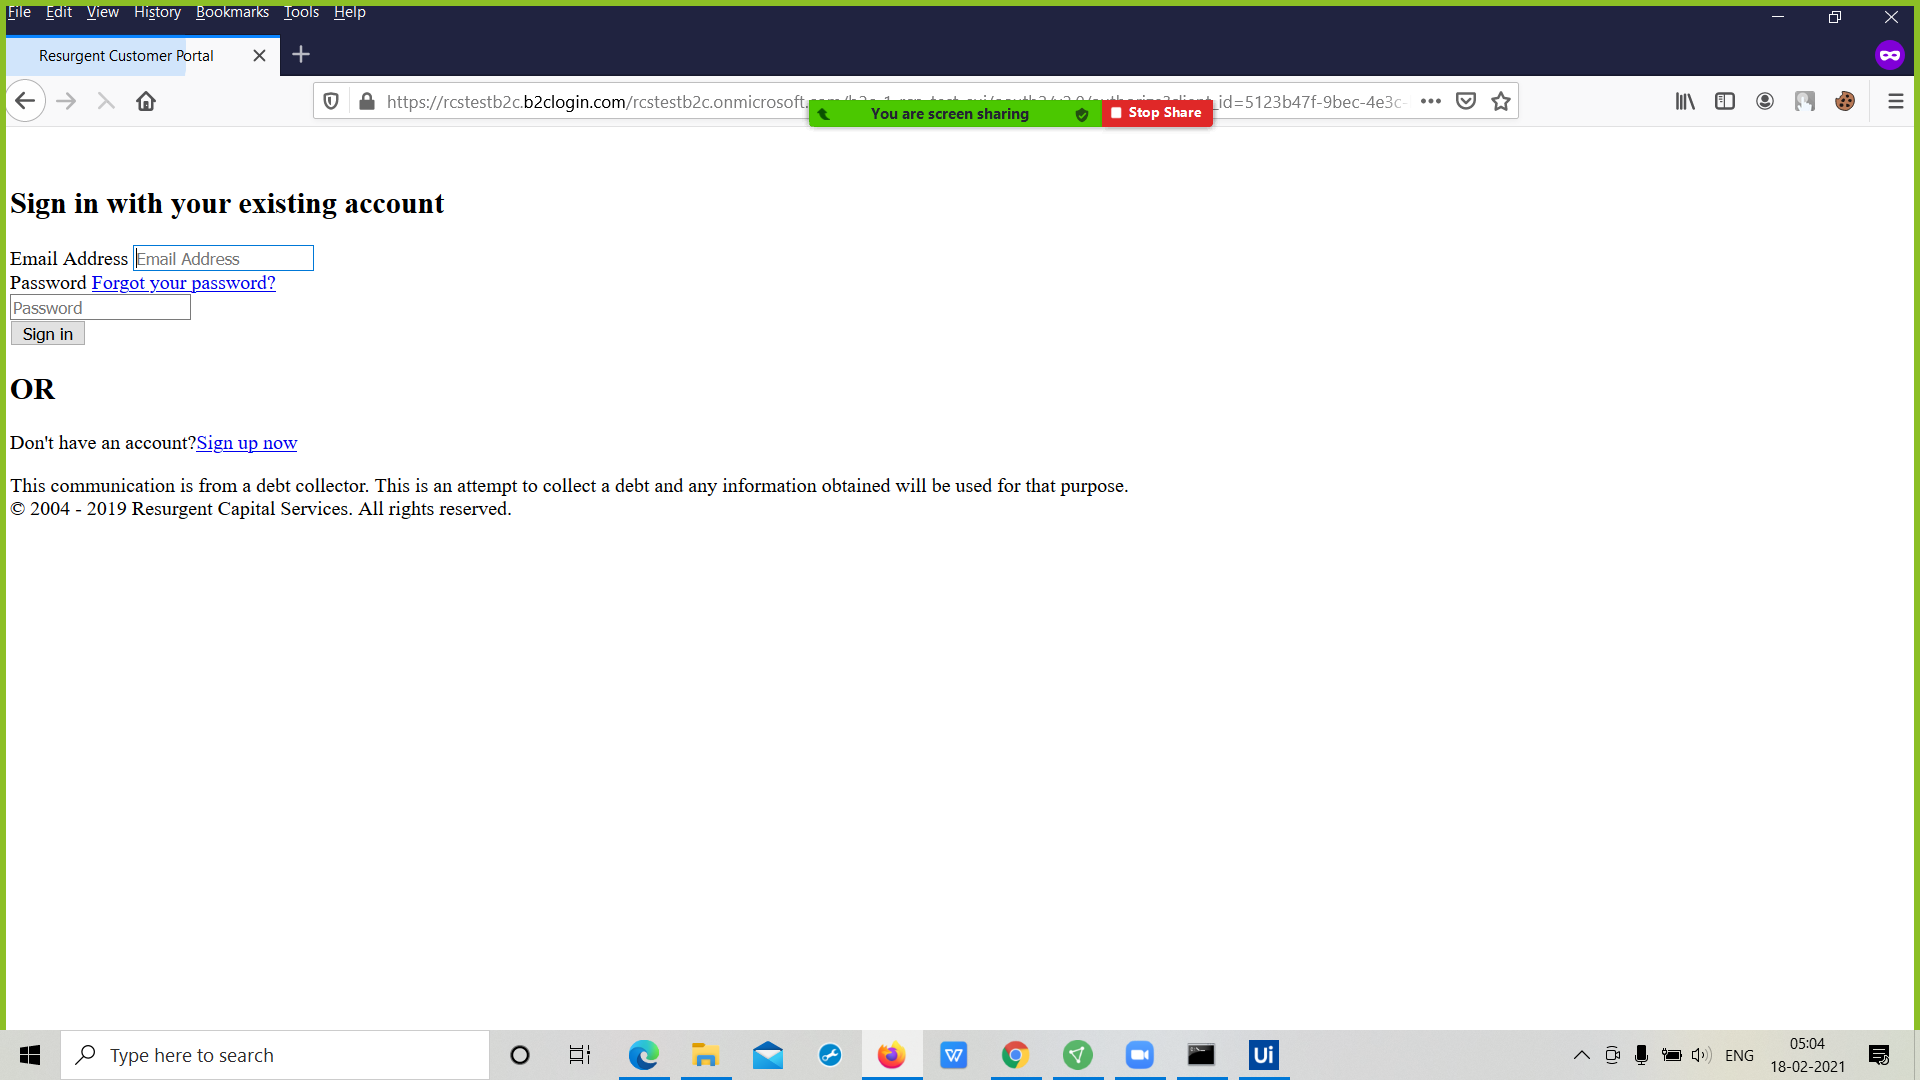 File Edit View History Bookmarks Tools Help
Resurgent Customer Portal
https://rcstestb2c.b2clogin.com/rcstestb2c.onmicrosoft. _id=5123b47f-9bec-4e3c-
You are screen sharing Stop Share
Sign in with your existing account
Email Address Email Address
Password Forgot your password?
Password
Sign in
OR
Don't have an account?Sign up now
This communication is from a debt collector. This is an attempt to collect a debt and any information obtained will be used for that purpose.
© 2004 - 2019 Resurgent Capital Services. All rights reserved.
Type here to search
W
Ui
ENG
05:04
18-02-2021